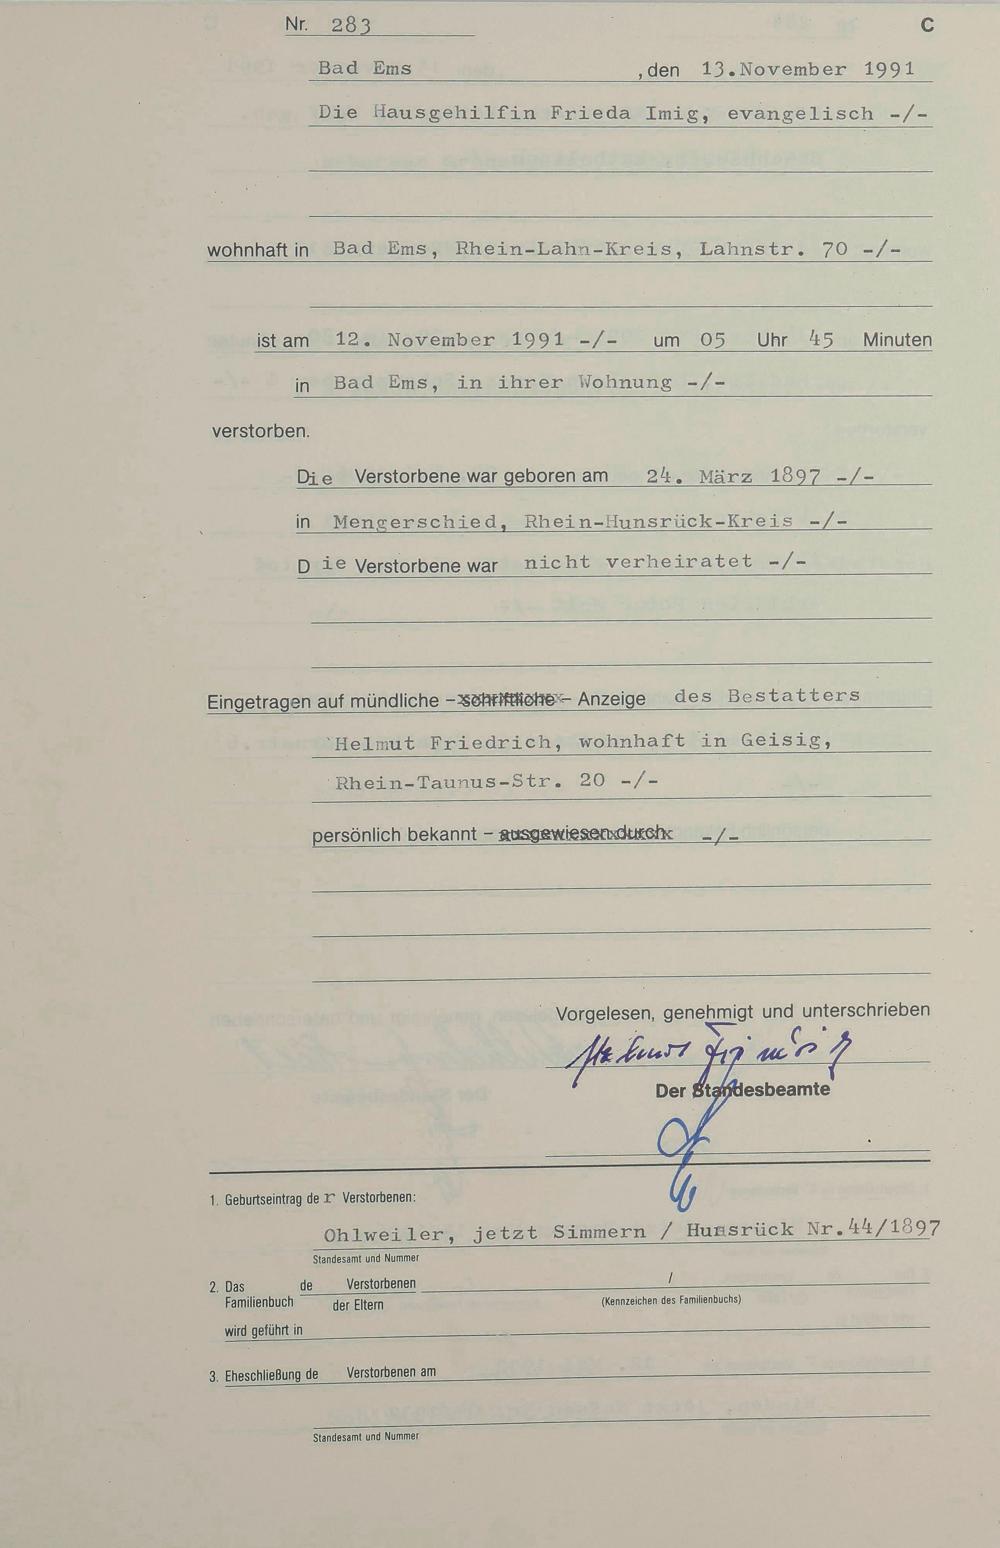 Nr. 283 C
Bad Ems , den 13.November 1991
Die Hausgehilfin Frieda Imig, evangelisch -/-
wohnhaft in Bad Ems, Rhein-Lahn-Kreis, Lahnstr. 70 -/-
ist am 12. November 1991 -/- um 05 Uhr 45 Minuten
in Bad Ems, in ihrer Wohnung -/-
verstorben.
Die Verstorbene war geboren am 24. März 1897 -/-
in Mengerschied, Rhein-Hunsrück-Kreis -/-
Die Verstorbene war nicht verheiratet -/-
Eingetragen auf mündliche – schriftliche – Anzeige des Bestatters
Helmut Friedrich, wohnhaft in Geisig,
Rhein-Taunus-Str. 20 -/-
persönlich bekannt – ausgewiesen durch -/-
Vorgelesen, genehmigt und unterschrieben
Helmut Friedrich
Der Standesbeamte
1. Geburtseintrag der Verstorbenen:
Ohlweiler, jetzt Simmern / Hunsrück Nr.44/1897
Standesamt und Nummer
2. Das de Verstorbenen /
Familienbuch der Eltern (Kennzeichen des Familienbuchs)
wird geführt in
3. Eheschließung de Verstorbenen am
Standesamt und Nummer